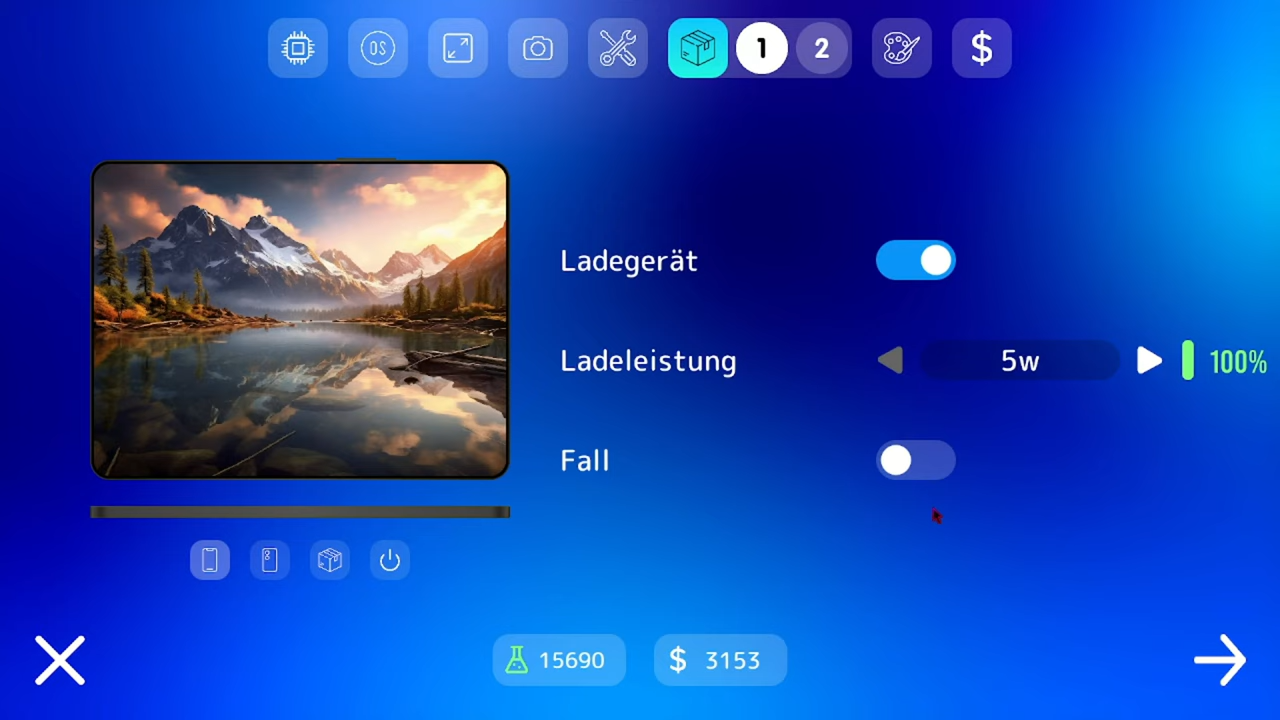 OS
1
2
$
Ladegerät
Ladeleistung
5w
100%
Fall
15690
$ 3153